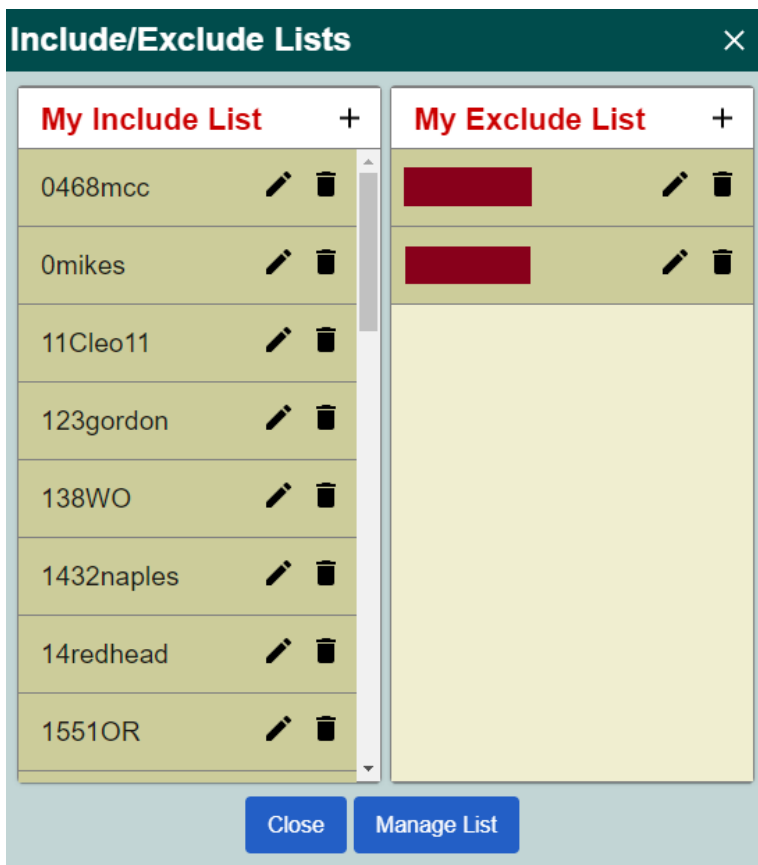 Include/Exclude Lists
My Include List
0468mcc
0mikes
11Cleo11
123gordon
138WO
1432naples
14redhead
1551OR
My Exclude List
Close
Manage List